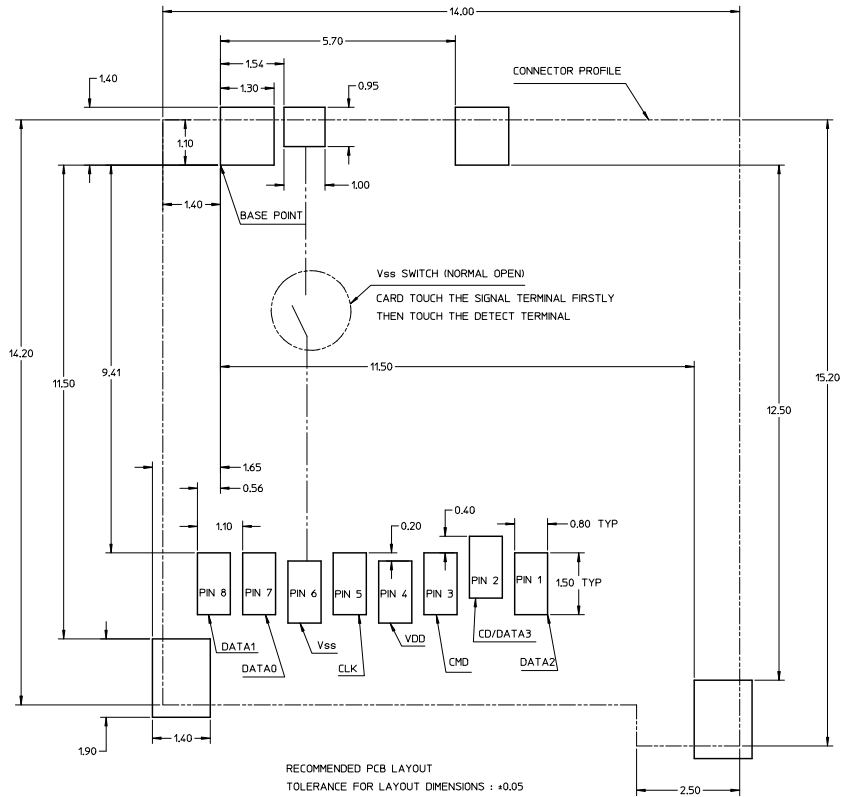 14.00
5.70
1.54
1.30
1.40
0.95
CONNECTOR PROFILE
1.10
1.00
1.40
BASE POINT
Vss SWITCH (NORMAL OPEN)
CARD TOUCH THE SIGNAL TERMINAL FIRSTLY
THEN TOUCH THE DETECT TERMINAL
14.20
11.50
9.41
11.50
15.20
12.50
1.65
0.56
1.10
0.20
0.40
0.80 TYP
1.50 TYP
PIN 8
PIN 7
PIN 6
PIN 5
PIN 4
PIN 3
PIN 2
PIN 1
DATA1
DATA0
Vss
CLK
VDD
CMD
CD/DATA3
DATA2
1.90
1.40
2.50
RECOMMENDED PCB LAYOUT
TOLERANCE FOR LAYOUT DIMENSIONS : ±0.05